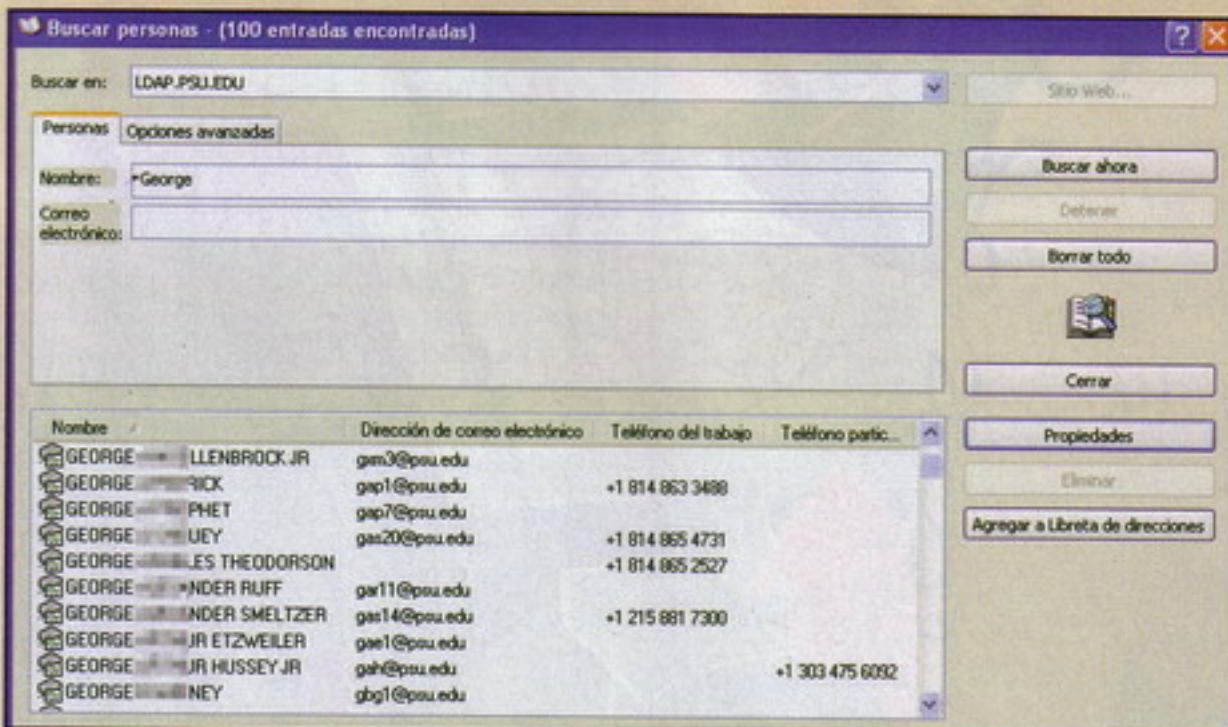 Buscar personas - (100 entradas encontradas)
Buscar en:
LDAP.PSU.EDU
Sitio Web...
Personas
Opciones avanzadas
Nombre:
*George
Correo
electrónico:
Buscar ahora
Detener
Borrar todo
Cerrar
Propiedades
Eliminar
Agregar a Libreta de direcciones
Nombre Dirección de correo electrónico Teléfono del trabajo Teléfono partic...
GEORGE LLENBROCK JR gxm3@psu.edu
GEORGE RICK gap1@psu.edu +1 814 863 3488
GEORGE PHET gap7@psu.edu
GEORGE UEY gas20@psu.edu +1 814 865 4731
GEORGE LES THEODORSON +1 814 865 2527
GEORGE NDER RUFF gar11@psu.edu
GEORGE NDER SMELTZER gas14@psu.edu +1 215 881 7300
GEORGE UR ETZWEILER gae1@psu.edu
GEORGE UR HUSSEY JR gah@psu.edu +1 303 475 6092
GEORGE NEY gbg1@psu.edu